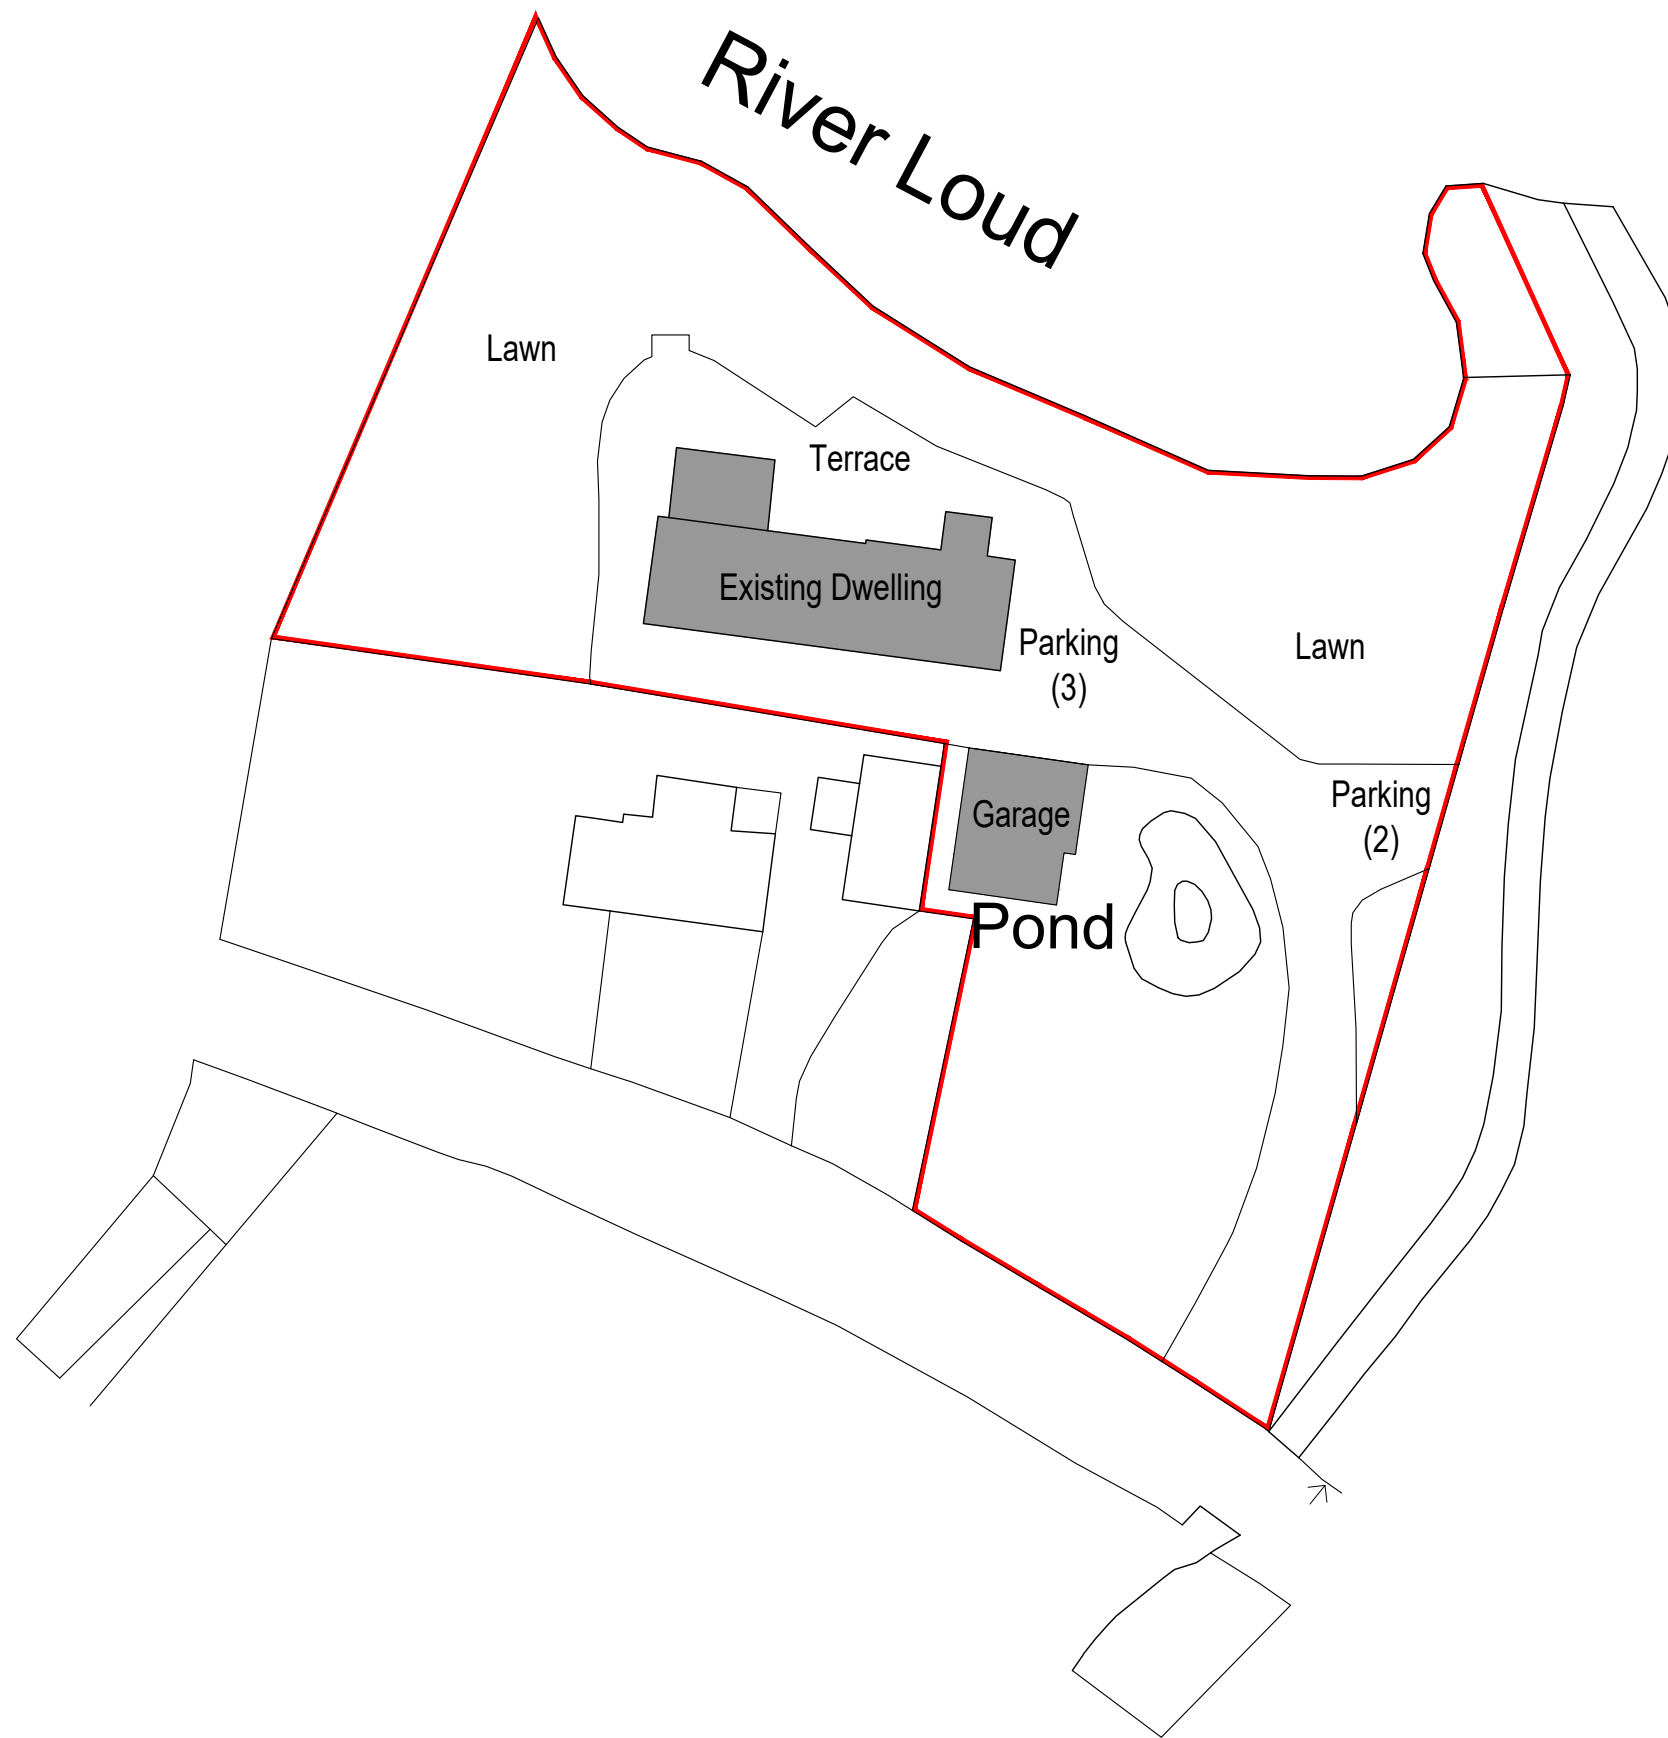 River Loud
Lawn
Terrace
Existing Dwelling
Parking
(3)
Lawn
Parking
(2)
Garage
Pond